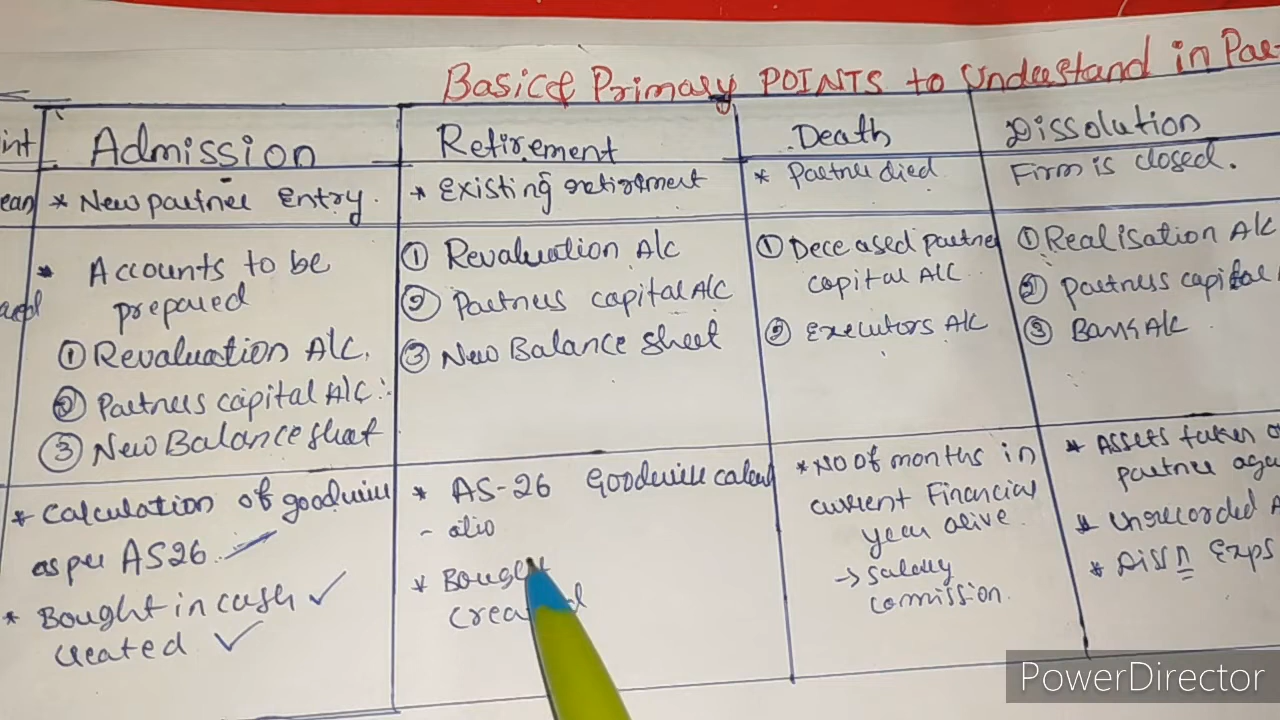 Basic & Primary POINTS to Understand in Par
Admission
Retirement
Death
Dissolution
* New partner Entry.
* Existing retirement
* Partner died
Firm is closed.
* Accounts to be
prepared
① Revaluation A/C.
② Partners capital A/C :
③ New Balance sheet
① Revaluation A/C
② Partners capital A/C
③ New Balance sheet
① Deceased partner
capital A/C
② Executors A/C
① Realisation A/C
② Partners capital
③ Bank A/C
* Calculation of goodwill
as per AS26.
* Bought in cash ✓
created ✓
* AS-26 Goodwill
* Bought
* NO of months in
current Financial
year alive
→ Salary
commission.
* Assets taken
partner
* unrecorded A
* Dissn Exps
PowerDirector